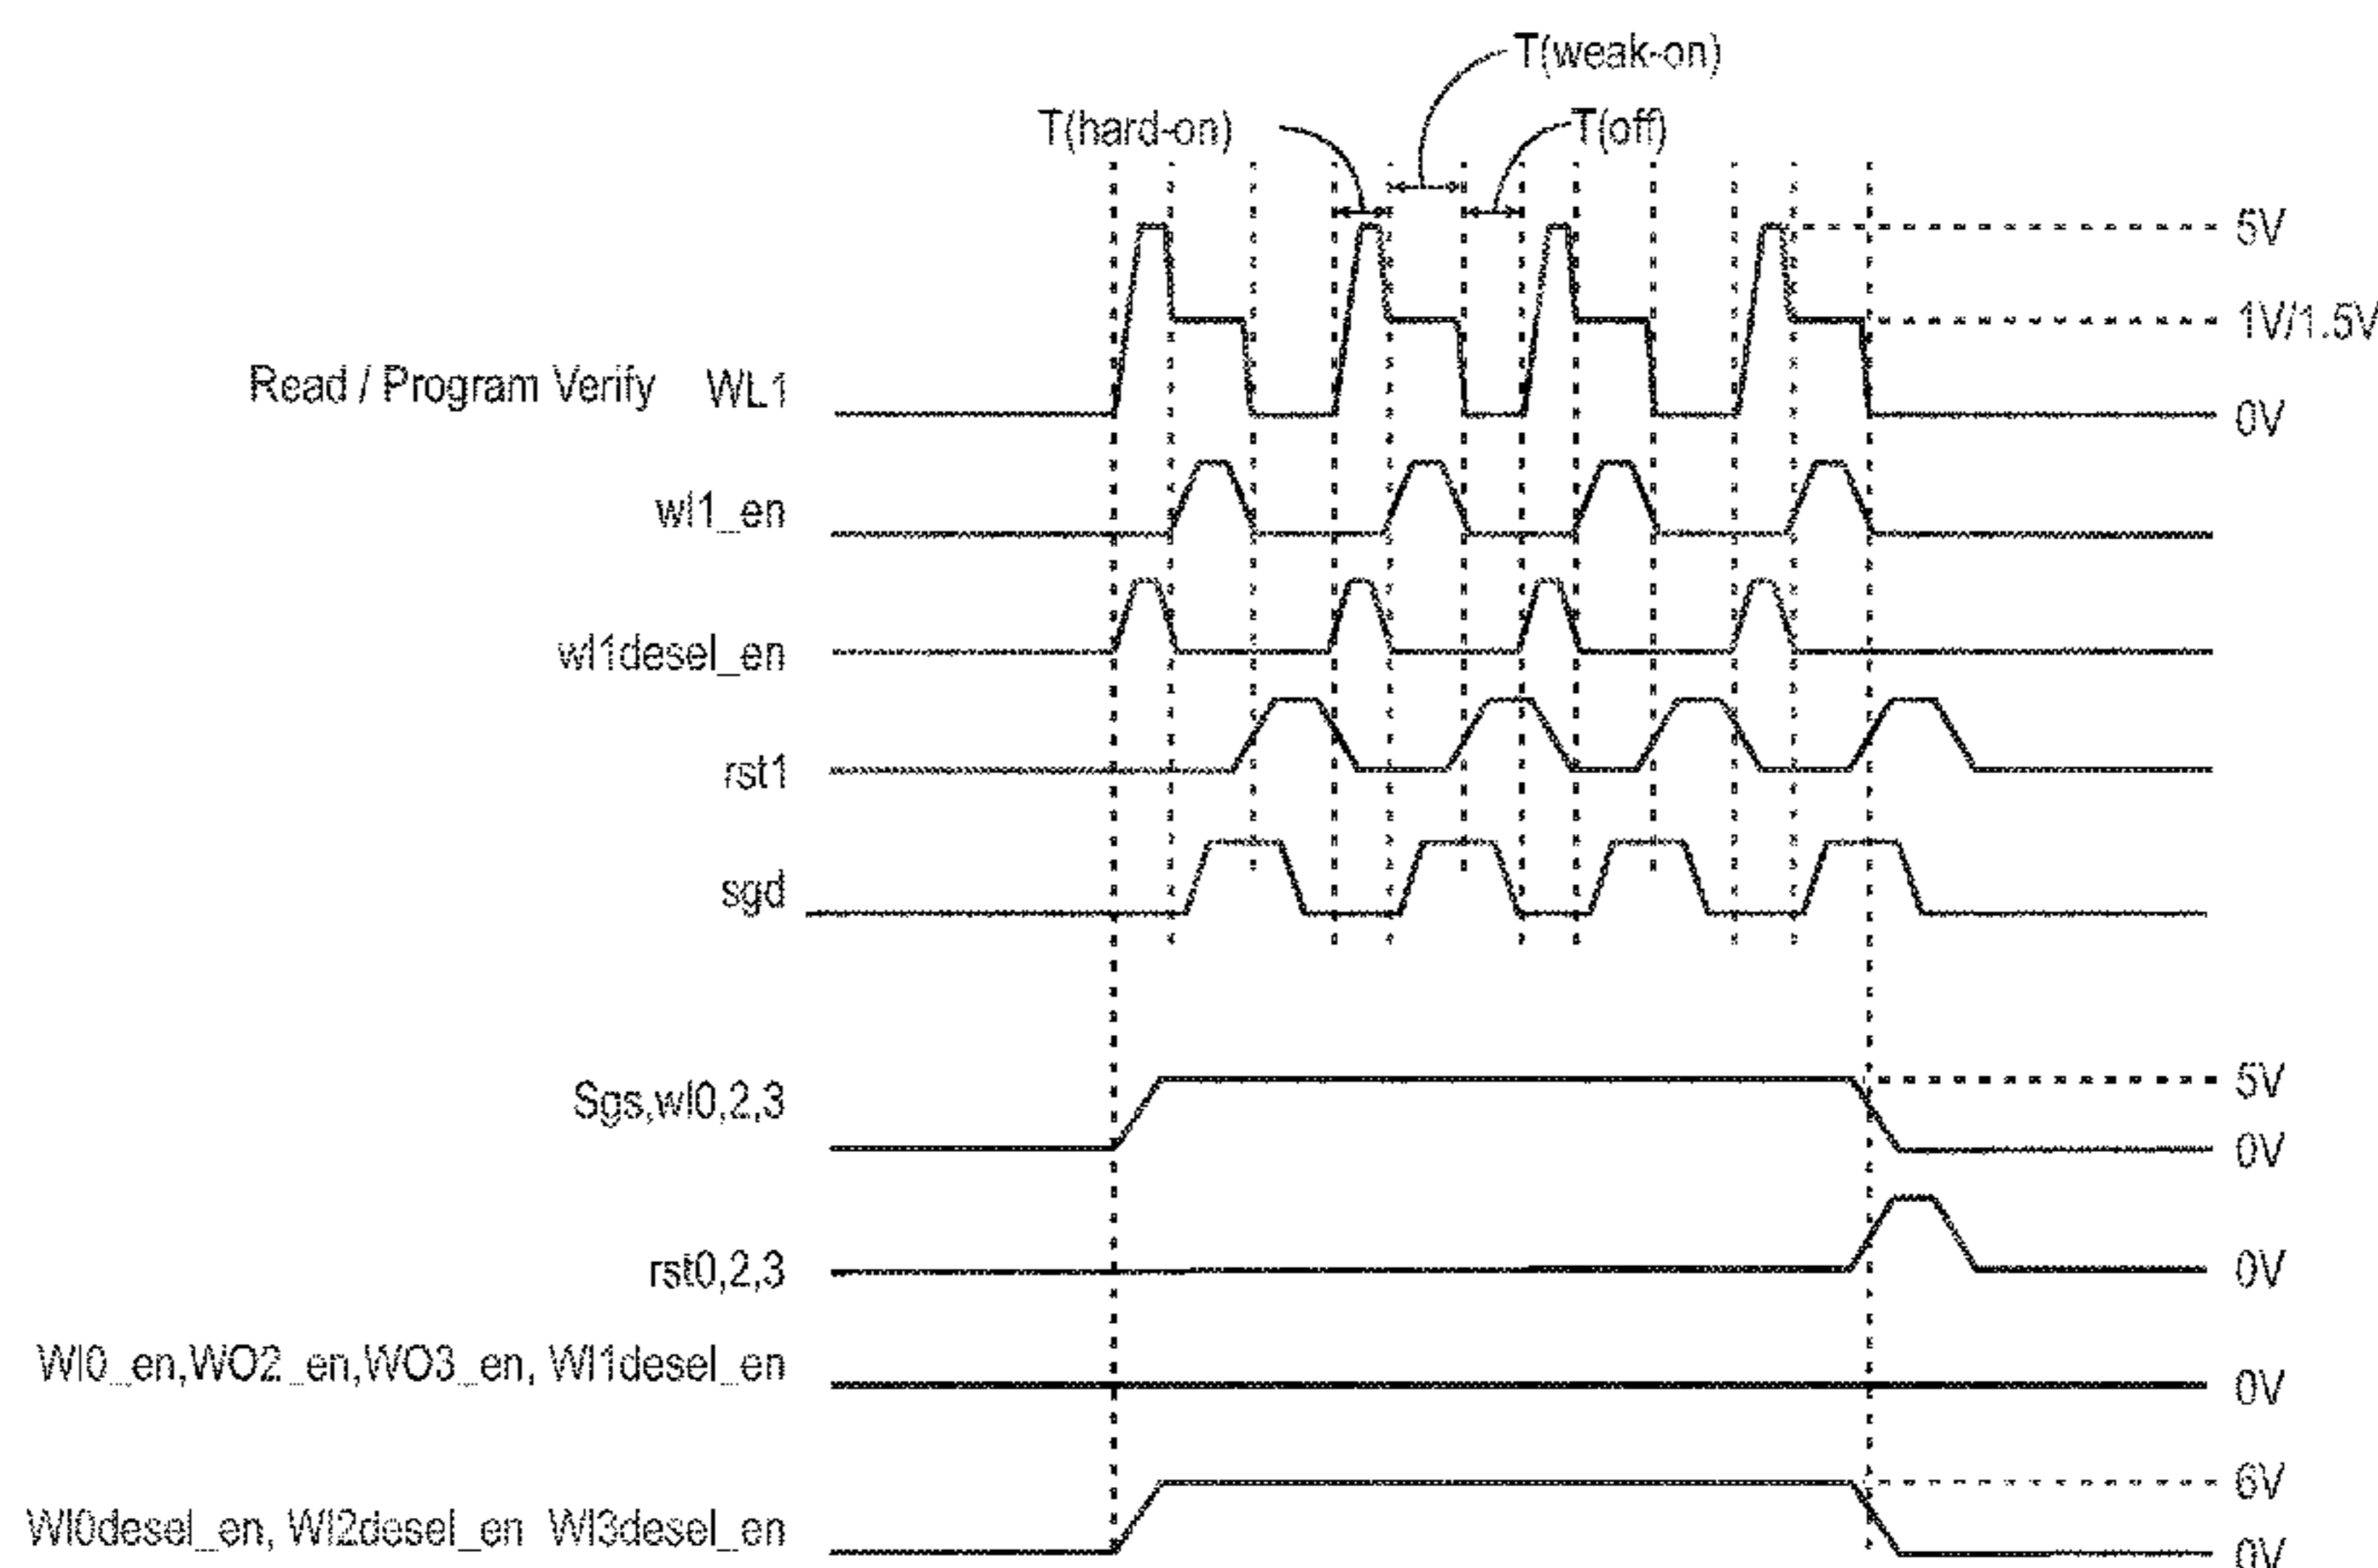 T(weak-on)
T(hard-on) T(off)
5V
1V/1.5V
Read / Program Verify WL1 0V
wl1_en
wl1desel_en
rst1
sgd
Sgs,wl0,2,3 5V
0V
rst0,2,3 0V
Wl0_en,WO2_en,WO3_en, Wl1desel_en 0V
6V
Wl0desel_en, Wl2desel_en Wl3desel_en 0V